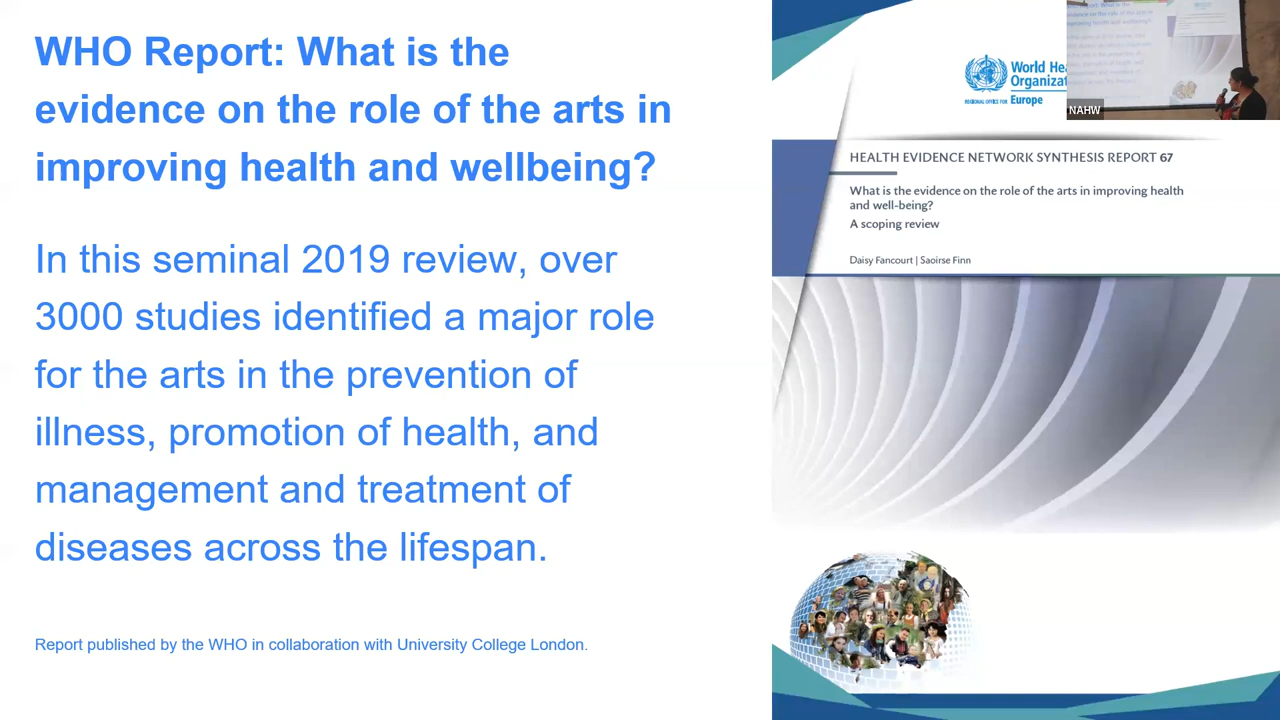 WHO Report: What is the
evidence on the role of the arts in
improving health and wellbeing?
In this seminal 2019 review, over
3000 studies identified a major role
for the arts in the prevention of
illness, promotion of health, and
management and treatment of
diseases across the lifespan.
Report published by the WHO in collaboration with University College London.
World Hea
Organizat
REGIONAL OFFICE FOR Europe
NAHW
HEALTH EVIDENCE NETWORK SYNTHESIS REPORT 67
What is the evidence on the role of the arts in improving health
and well-being?
A scoping review
Daisy Fancourt | Saoirse Finn